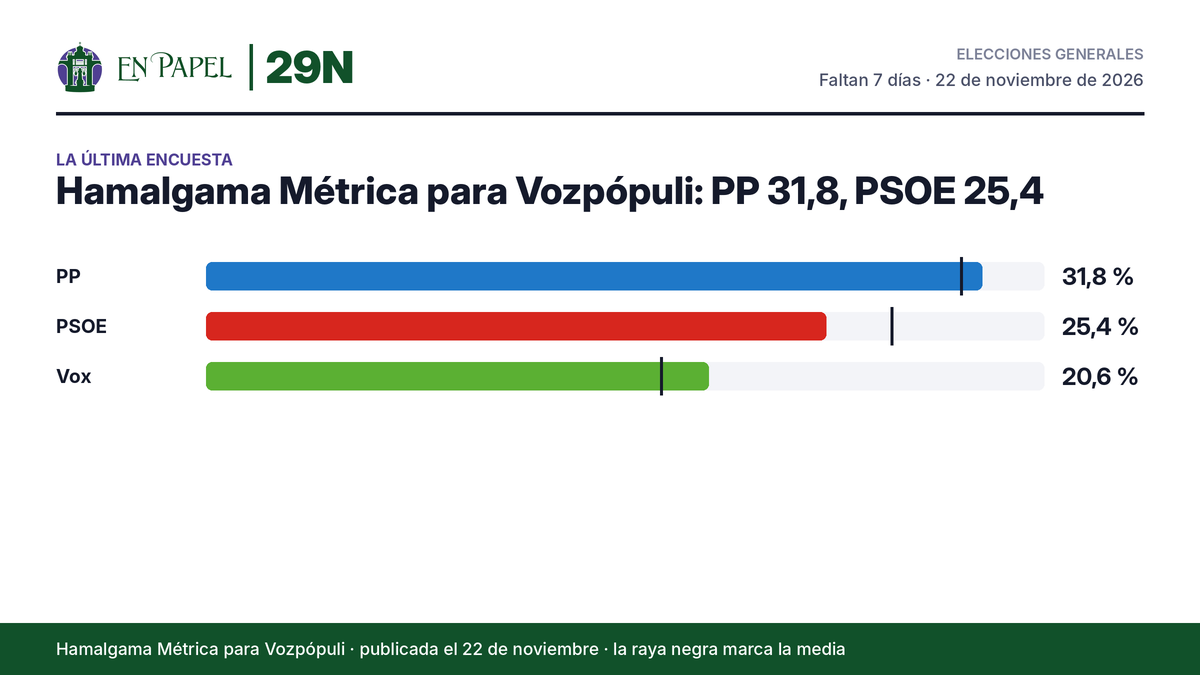 EN PAPEL | 29N
ELECCIONES GENERALES
Faltan 7 días · 22 de noviembre de 2026
LA ÚLTIMA ENCUESTA
Hamalgama Métrica para Vozpópuli: PP 31,8, PSOE 25,4
PP 31,8 %
PSOE 25,4 %
Vox 20,6 %
Hamalgama Métrica para Vozpópuli · publicada el 22 de noviembre · la raya negra marca la media